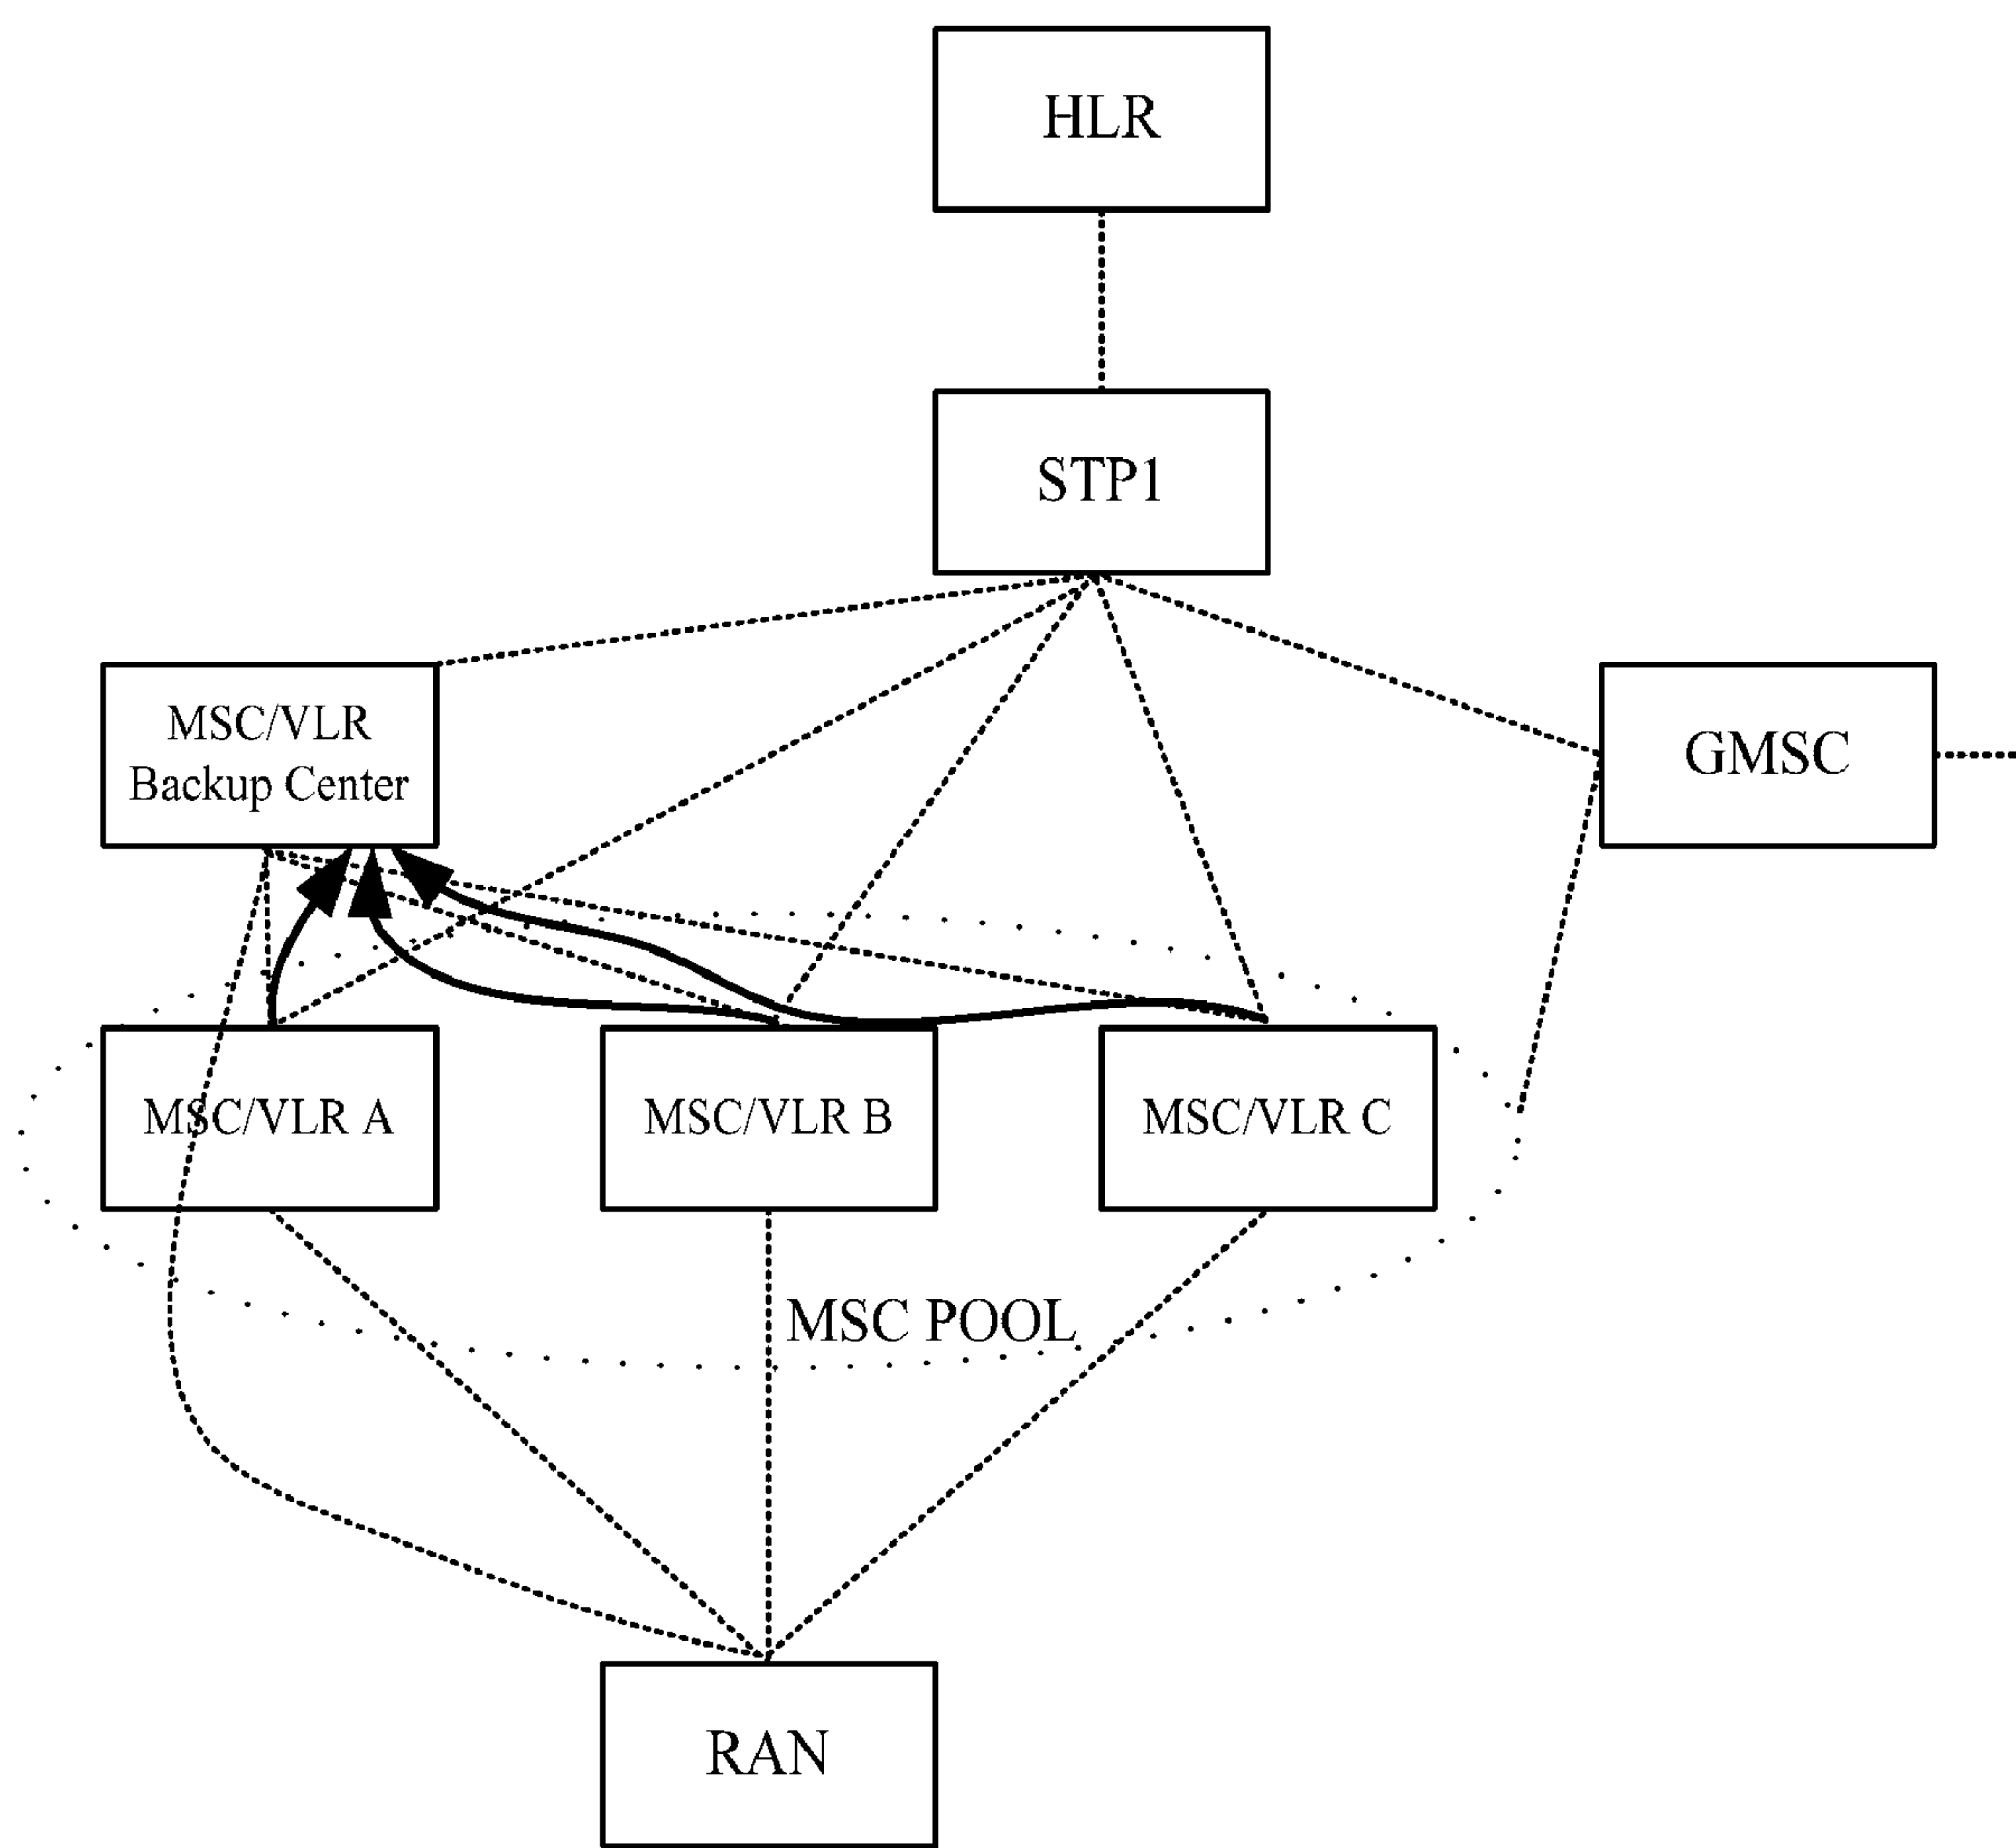 HLR
STP1
MSC/VLR
Backup Center
GMSC
MSC/VLR A
MSC/VLR B
MSC/VLR C
MSC POOL
RAN